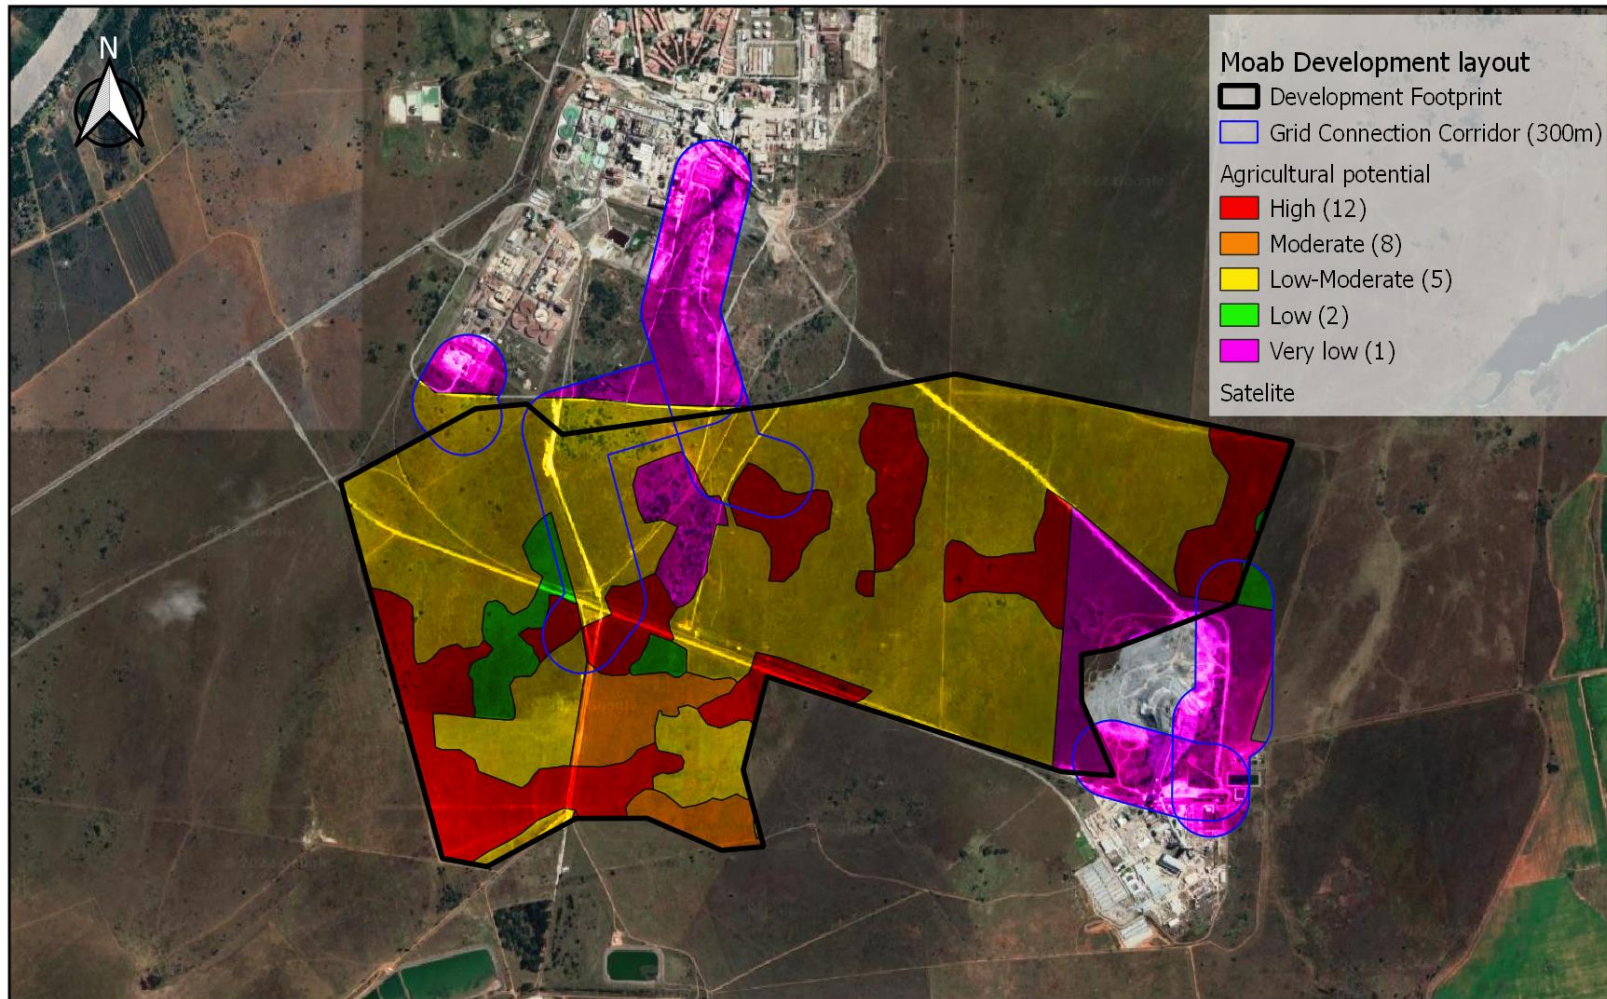 N
Moab Development layout
Development Footprint
Grid Connection Corridor (300m)
Agricultural potential
High (12)
Moderate (8)
Low-Moderate (5)
Low (2)
Very low (1)
Satelite